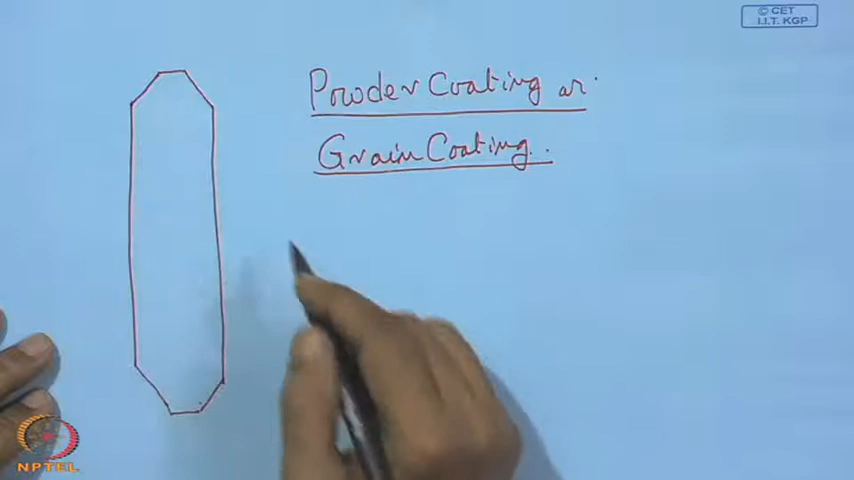 © CET
I.I.T. KGP
Powder Coating or
Grain Coating.
NPTEL